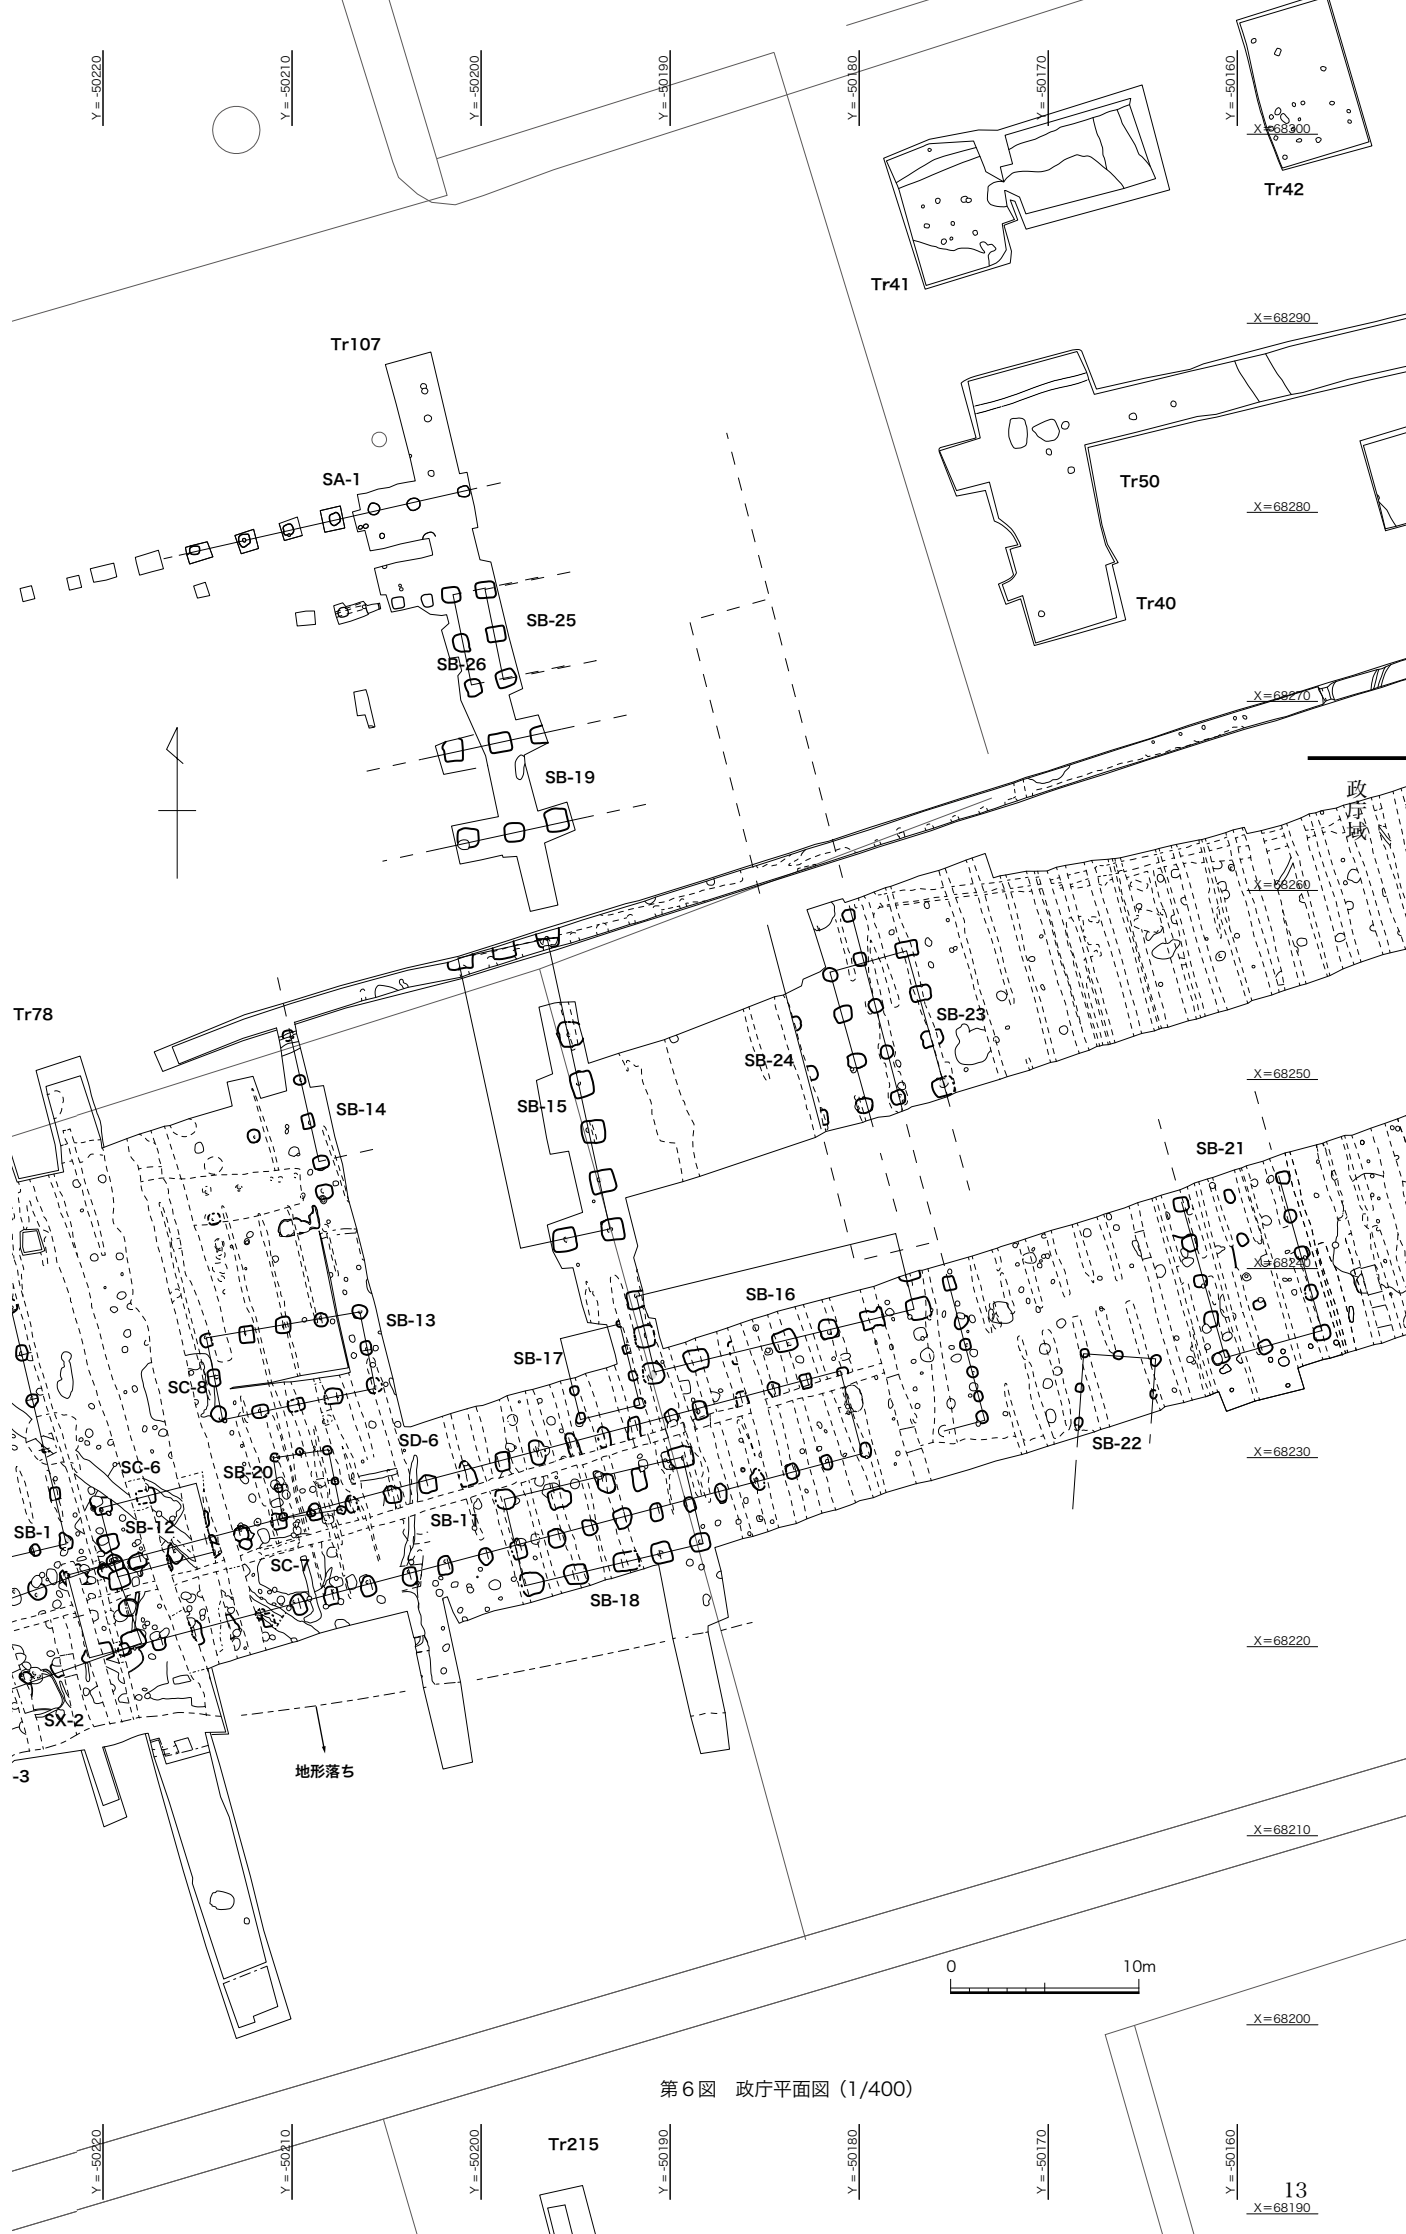 Y = -50220
Y = -50210
Y = -50200
Y = -50190
Y = -50180
Y = -50170
Y = -50160
X=68300
Tr42
Tr41
X=68290
Tr107
SA-1
Tr50
X=68280
Tr40
SB-25
SB-26
X=68270
SB-19
政庁域
X=68260
Tr78
SB-23
SB-24
X=68250
SB-14
SB-15
SB-21
X=68240
SB-16
SB-13
SB-17
SC-8
SD-6
SB-22
X=68230
SC-6
SB-20
SB-11
SB-1
SB-12
SC-7
SB-18
X=68220
SX-2
地形落ち
-3
X=68210
0
10m
X=68200
第6図　政庁平面図（1/400）
Y = -50220
Y = -50210
Y = -50200
Y = -50190
Y = -50180
Y = -50170
Y = -50160
Tr215
13
X=68190